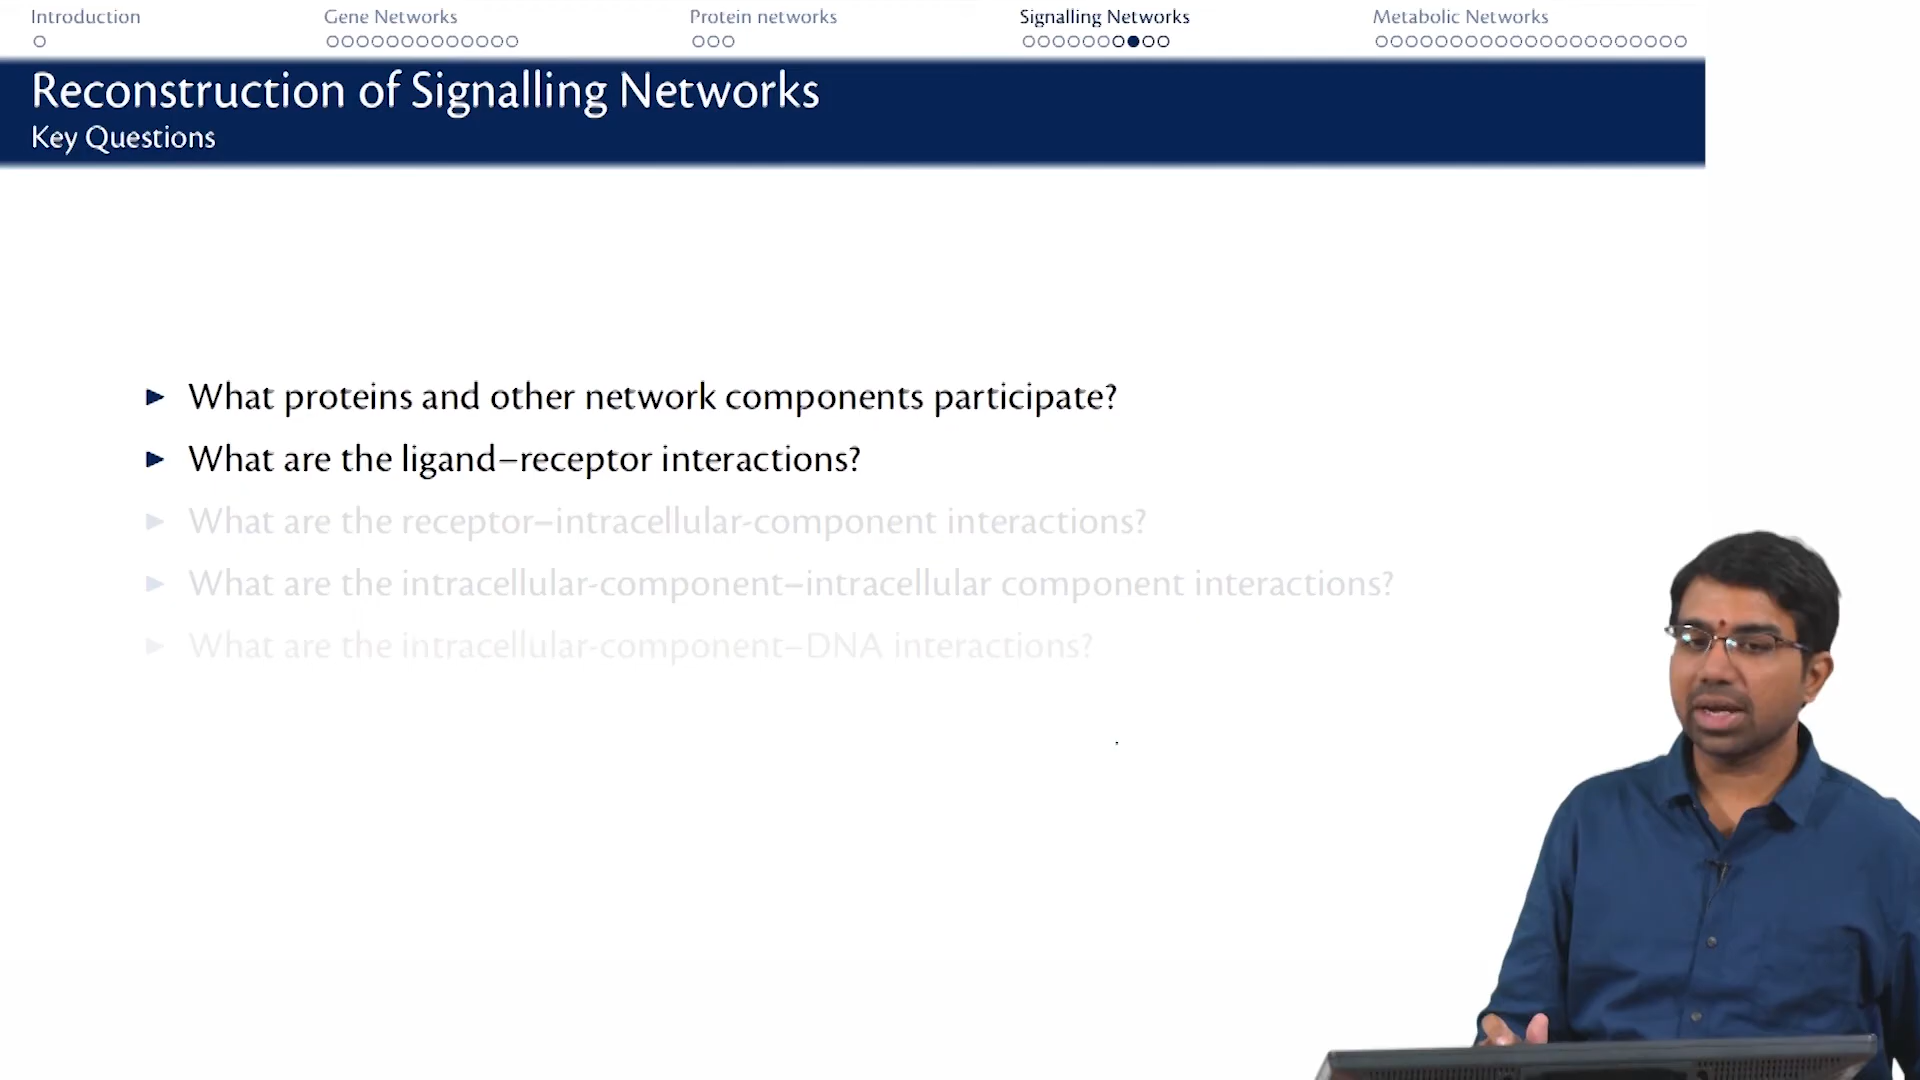 Introduction
Gene Networks
Protein networks
Signalling Networks
Metabolic Networks
Reconstruction of Signalling Networks
Key Questions
What proteins and other network components participate?
What are the ligand–receptor interactions?
What are the receptor–intracellular-component interactions?
What are the intracellular-component–intracellular component interactions?
What are the intracellular-component–DNA interactions?